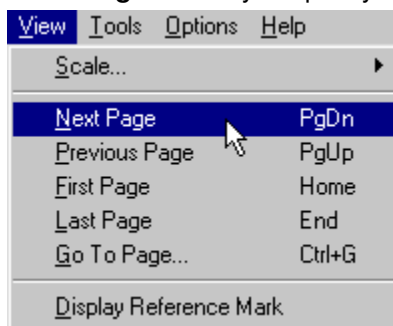 View Tools Options Help
Scale...
Next Page PgDn
Previous Page PgUp
First Page Home
Last Page End
Go To Page... Ctrl+G
Display Reference Mark